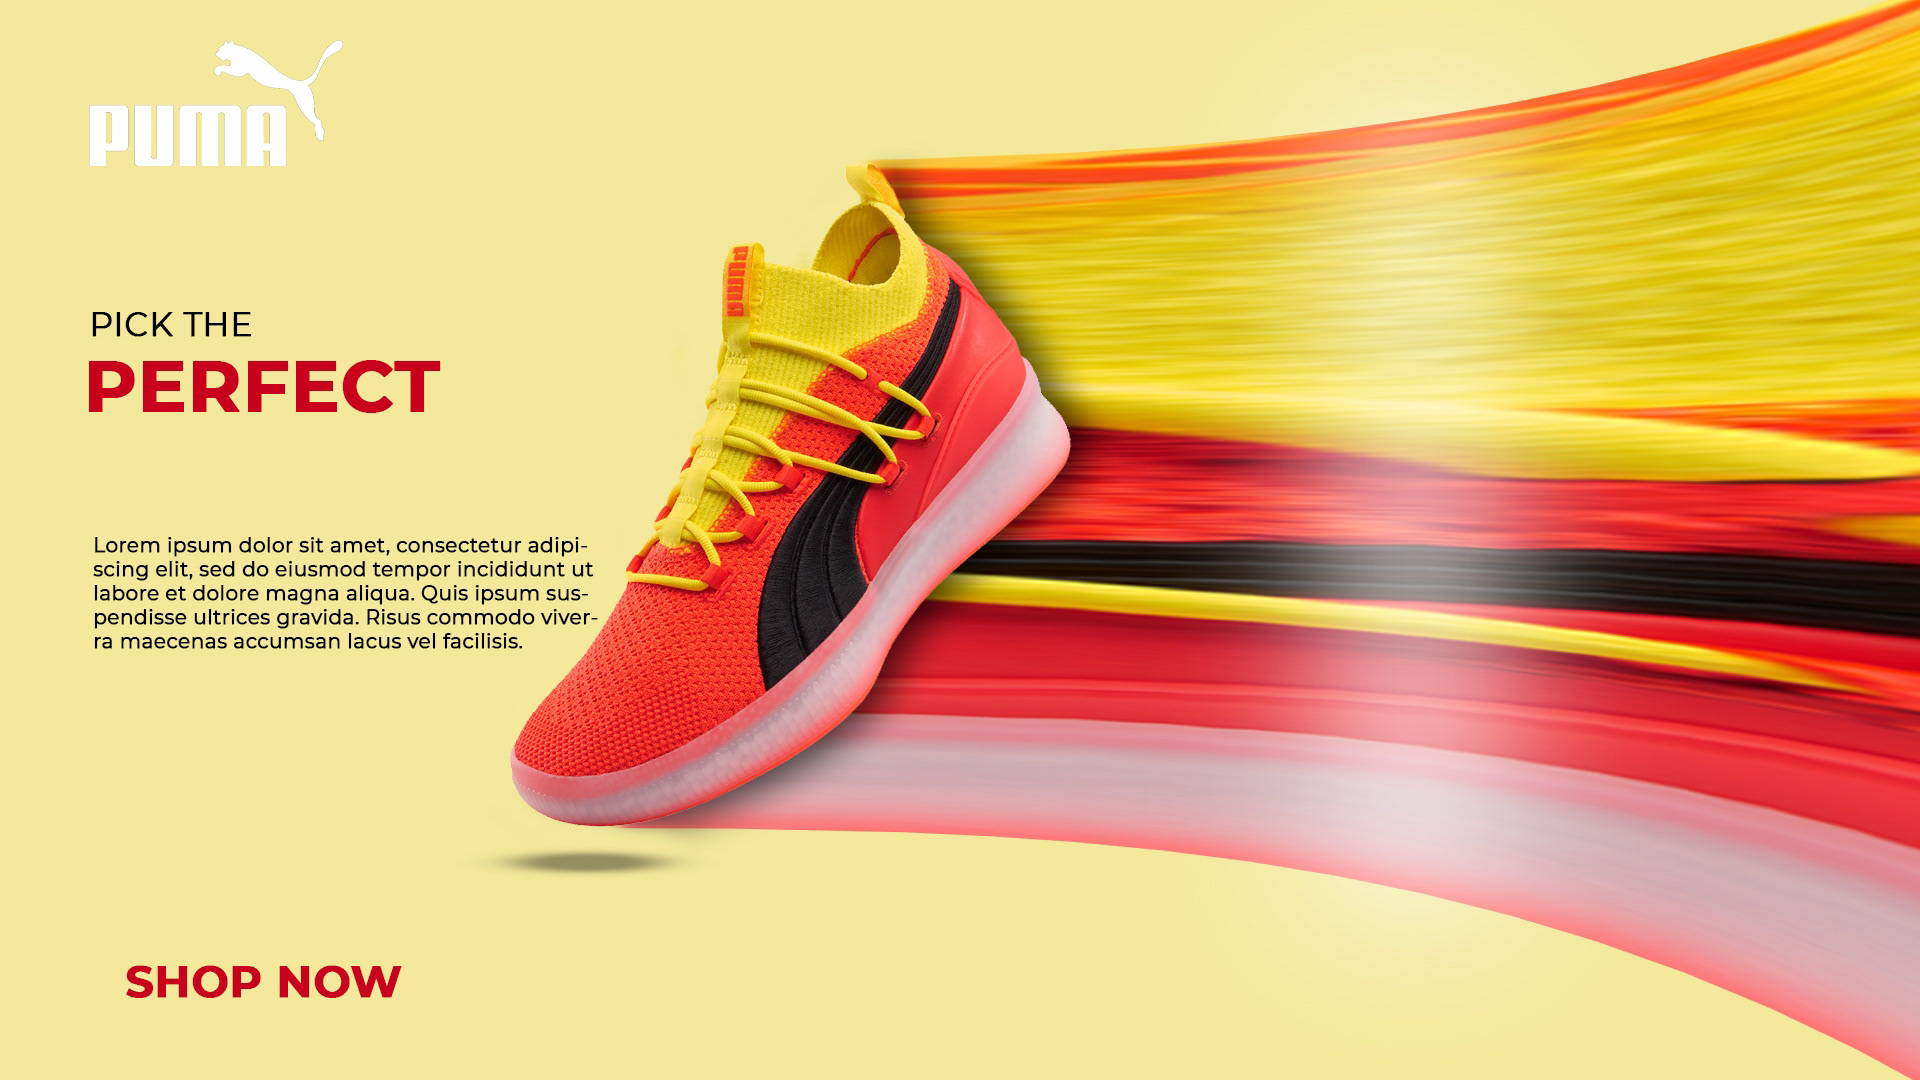 PUMA
PICK THE
PERFECT
PUMA
Lorem ipsum dolor sit amet, consectetur adipi-
scing elit, sed do eiusmod tempor incididunt ut
labore et dolore magna aliqua. Quis ipsum sus-
pendisse ultrices gravida. Risus commodo viver-
ra maecenas accumsan lacus vel facilisis.
SHOP NOW